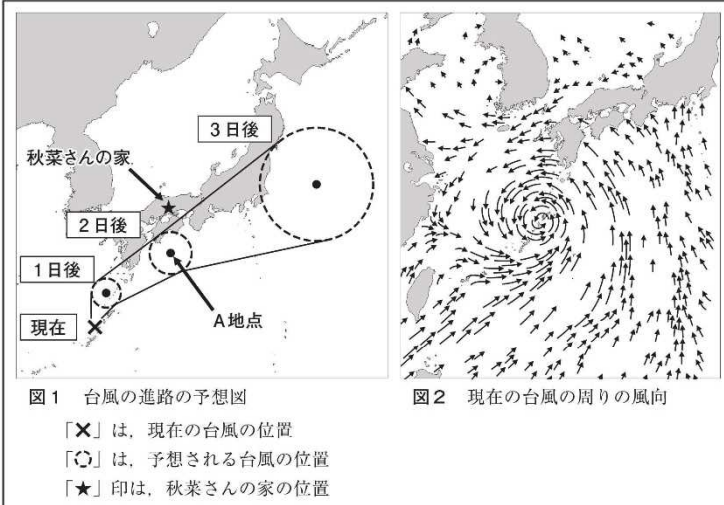 3日後
秋菜さんの家
2日後
1日後
A地点
現在
図1 台風の進路の予想図
「×」は，現在の台風の位置
「◌」は，予想される台風の位置
「★」印は，秋菜さんの家の位置
図2 現在の台風の周りの風向